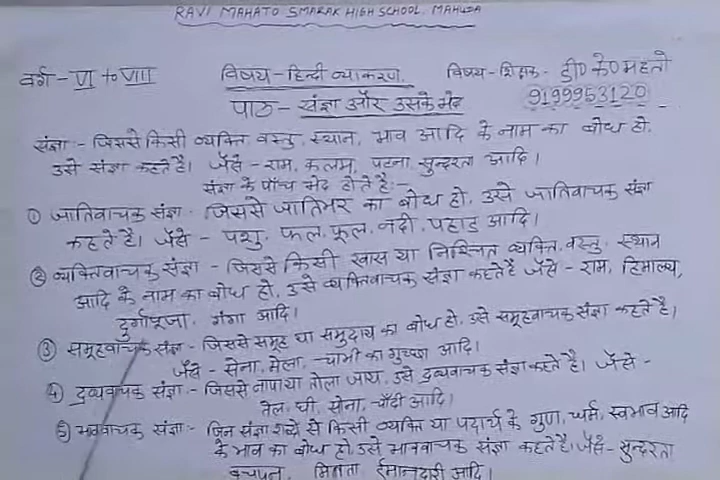 RAVI MAHATO SMARAK HIGH SCHOOL, MAHUDA
वर्ग - VI to VIII विषय - हिन्दी व्याकरण. विषय - शिक्षक - डी० के० महतो
पाठ - संज्ञा और उसके भेद 9199953120
संज्ञा :- जिससे किसी व्यक्ति, वस्तु, स्थान, भाव आदि के नाम का बोध हो,
उसे संज्ञा कहते है। जैसे - राम, कलम, पटना, सुन्दरता आदि।
संज्ञा के पाँच भेद होते है :-
① जातिवाचक संज्ञा - जिससे जातिभर का बोध हो, उसे जातिवाचक संज्ञा
कहते है। जैसे - पशु, फल, फूल, नदी, पहाड़ आदि।
② व्यक्तिवाचक संज्ञा - जिससे किसी खास या निश्चित व्यक्ति, वस्तु, स्थान
आदि के नाम का बोध हो, उसे व्यक्तिवाचक संज्ञा कहते है जैसे - राम, हिमालय,
दुर्गापूजा, गंगा आदि।
③ समूहवाचक संज्ञा - जिससे समूह या समुदाय का बोध हो, उसे समूहवाचक संज्ञा कहते है।
जैसे - सेना, मेला, चाभी का गुच्छा आदि।
④ द्रव्यवाचक संज्ञा :- जिससे नापा या तोला जाय, उसे द्रव्यवाचक संज्ञा कहते है। जैसे -
तेल, घी, सेना, चाँदी आदि।
⑤ भाववाचक संज्ञा :- जिन संज्ञा शब्दो से किसी व्यक्ति या पदार्थ के गुण, धर्म, स्वभाव आदि
के भाव का बोध हो, उसे भाववाचक संज्ञा कहते है। जैसे - सुन्दरता
बचपन, मित्रता, ईमानदारी आदि।